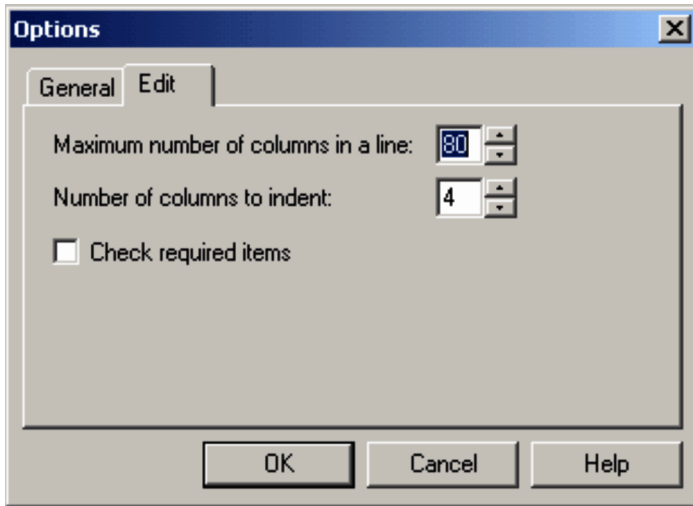 Options
General Edit
Maximum number of columns in a line: 80
Number of columns to indent: 4
Check required items
OK Cancel Help